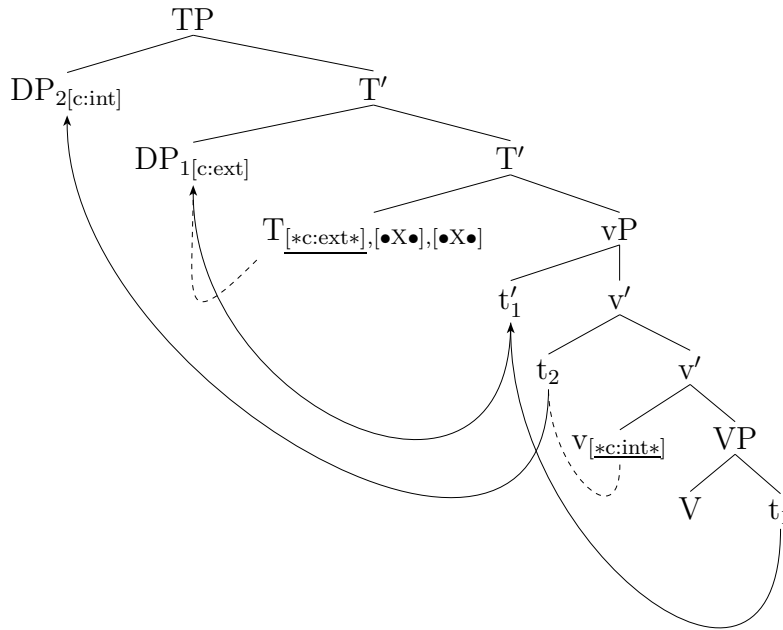 TP
DP2[c:int] T′
DP1[c:ext] T′
T[∗c:ext∗],[●X●],[●X●] vP
t′1 v′
t2 v′
v[∗c:int∗] VP
V t1